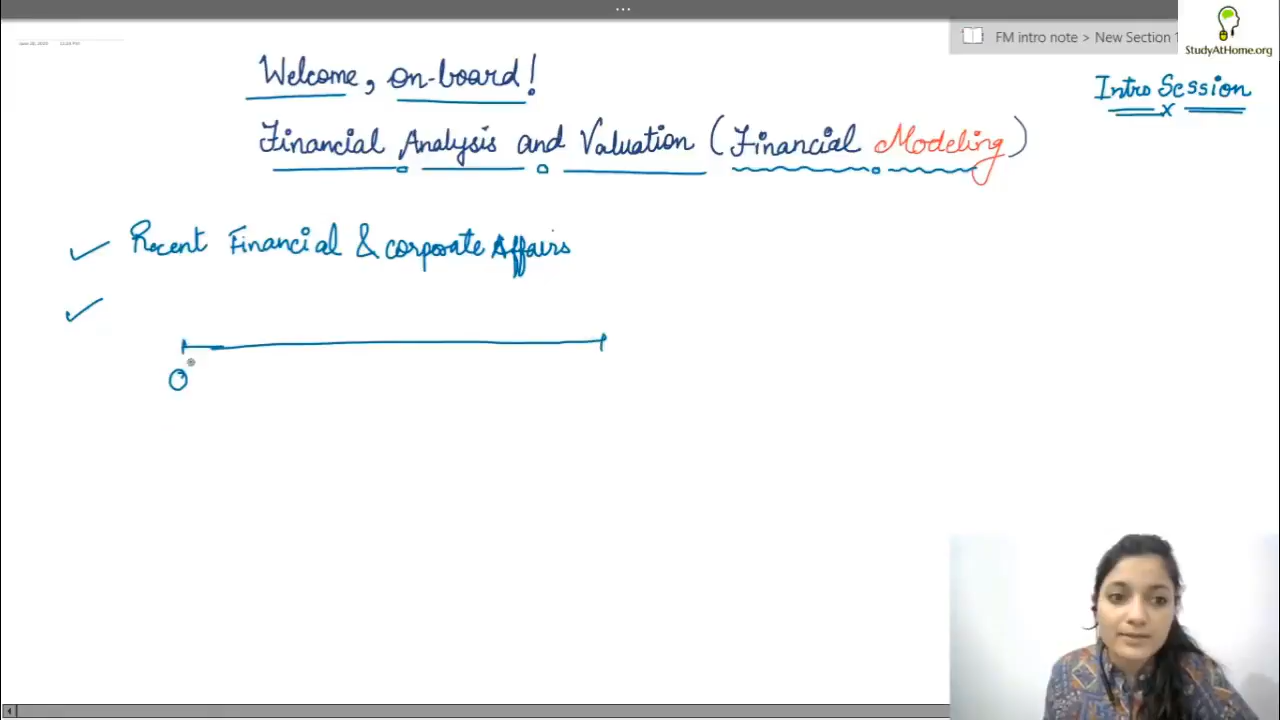 ...
FM intro note > New Section 1
StudyAtHome.org
Welcome, on-board!
Intro Session
x
Financial Analysis and Valuation (Financial Modeling)
Recent Financial & corporate Affairs
0